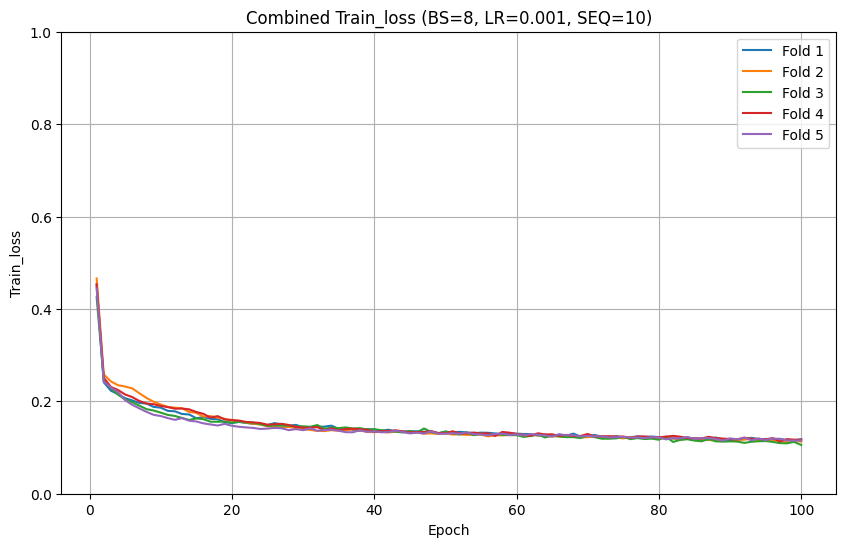 Combined Train_loss (BS=8, LR=0.001, SEQ=10)
1.0
0.8
0.6
0.4
0.2
0.0
Train_loss
0 20 40 60 80 100
Epoch
Fold 1
Fold 2
Fold 3
Fold 4
Fold 5